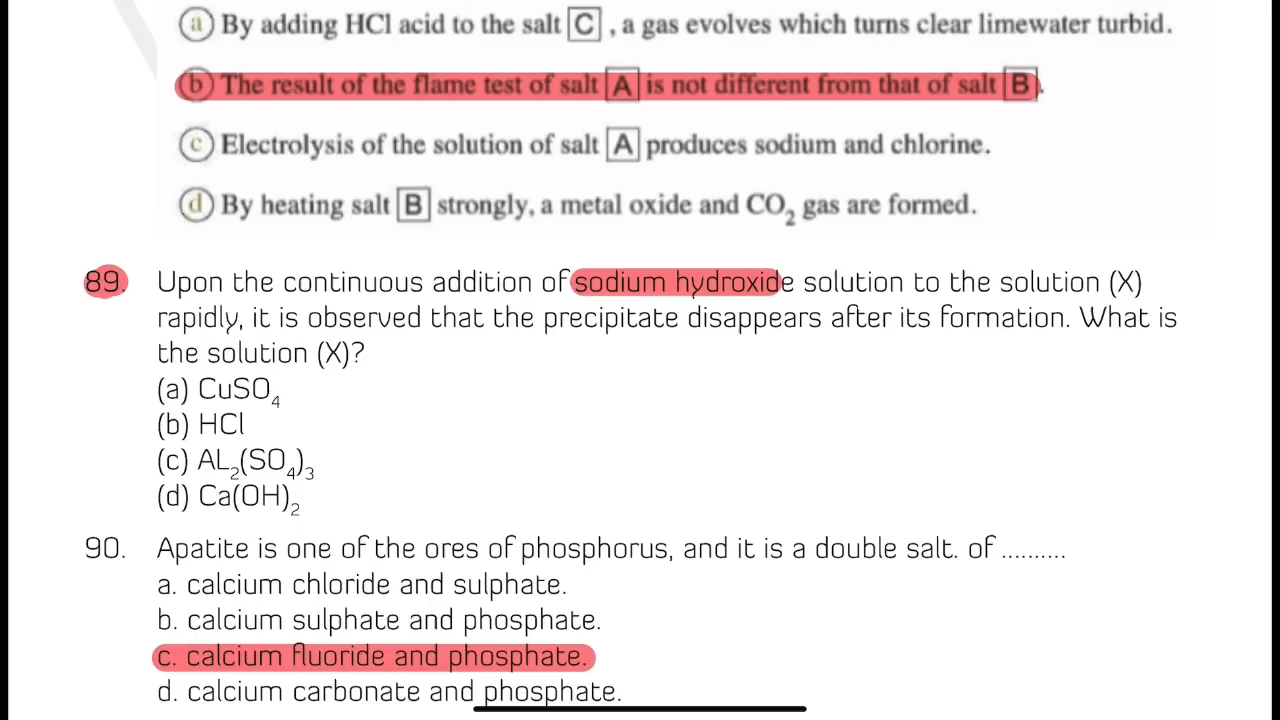 ⓐ By adding HCl acid to the salt C , a gas evolves which turns clear limewater turbid.
ⓑ The result of the flame test of salt A is not different from that of salt B.
ⓒ Electrolysis of the solution of salt A produces sodium and chlorine.
ⓓ By heating salt B strongly, a metal oxide and CO₂ gas are formed.
89. Upon the continuous addition of sodium hydroxide solution to the solution (X)
rapidly, it is observed that the precipitate disappears after its formation. What is
the solution (X)?
(a) CuSO₄
(b) HCl
(c) AL₂(SO₄)₃
(d) Ca(OH)₂
90. Apatite is one of the ores of phosphorus, and it is a double salt. of ..........
a. calcium chloride and sulphate.
b. calcium sulphate and phosphate.
c. calcium fluoride and phosphate.
d. calcium carbonate and phosphate.